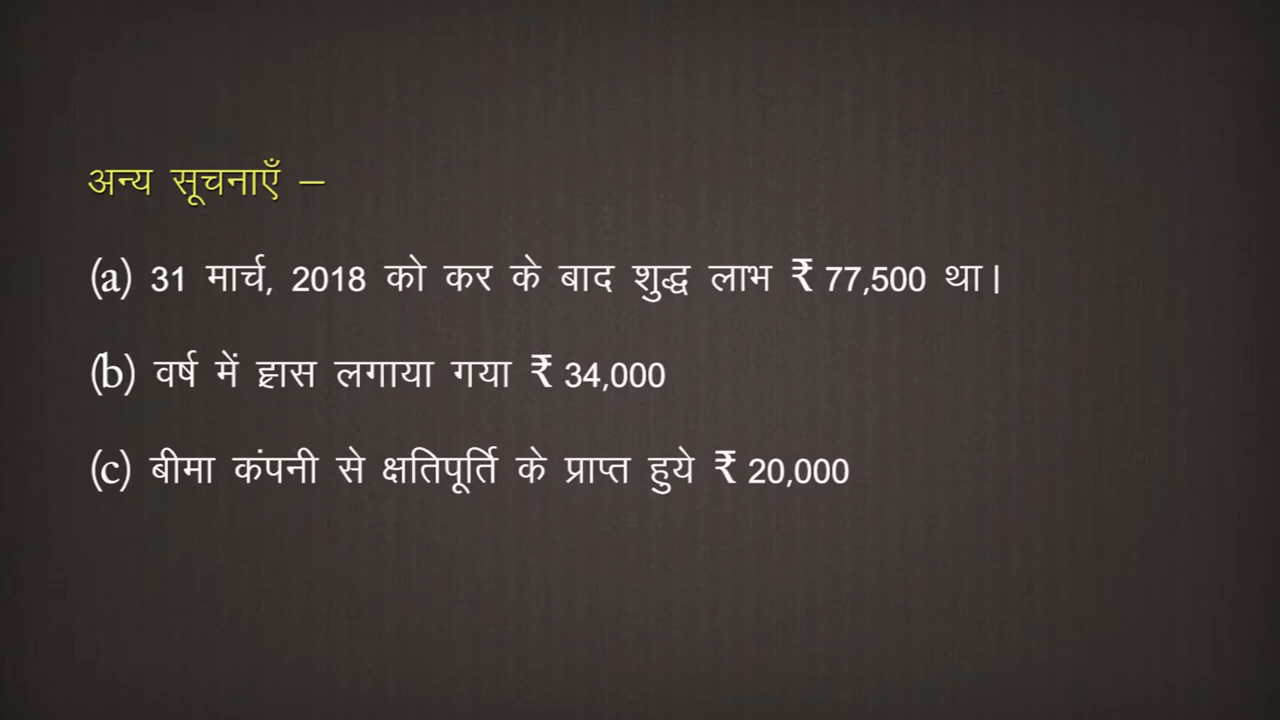 अन्य सूचनाएँ –
(a) 31 मार्च, 2018 को कर के बाद शुद्ध लाभ ₹ 77,500 था।
(b) वर्ष में ह्रास लगाया गया ₹ 34,000
(c) बीमा कंपनी से क्षतिपूर्ति के प्राप्त हुये ₹ 20,000